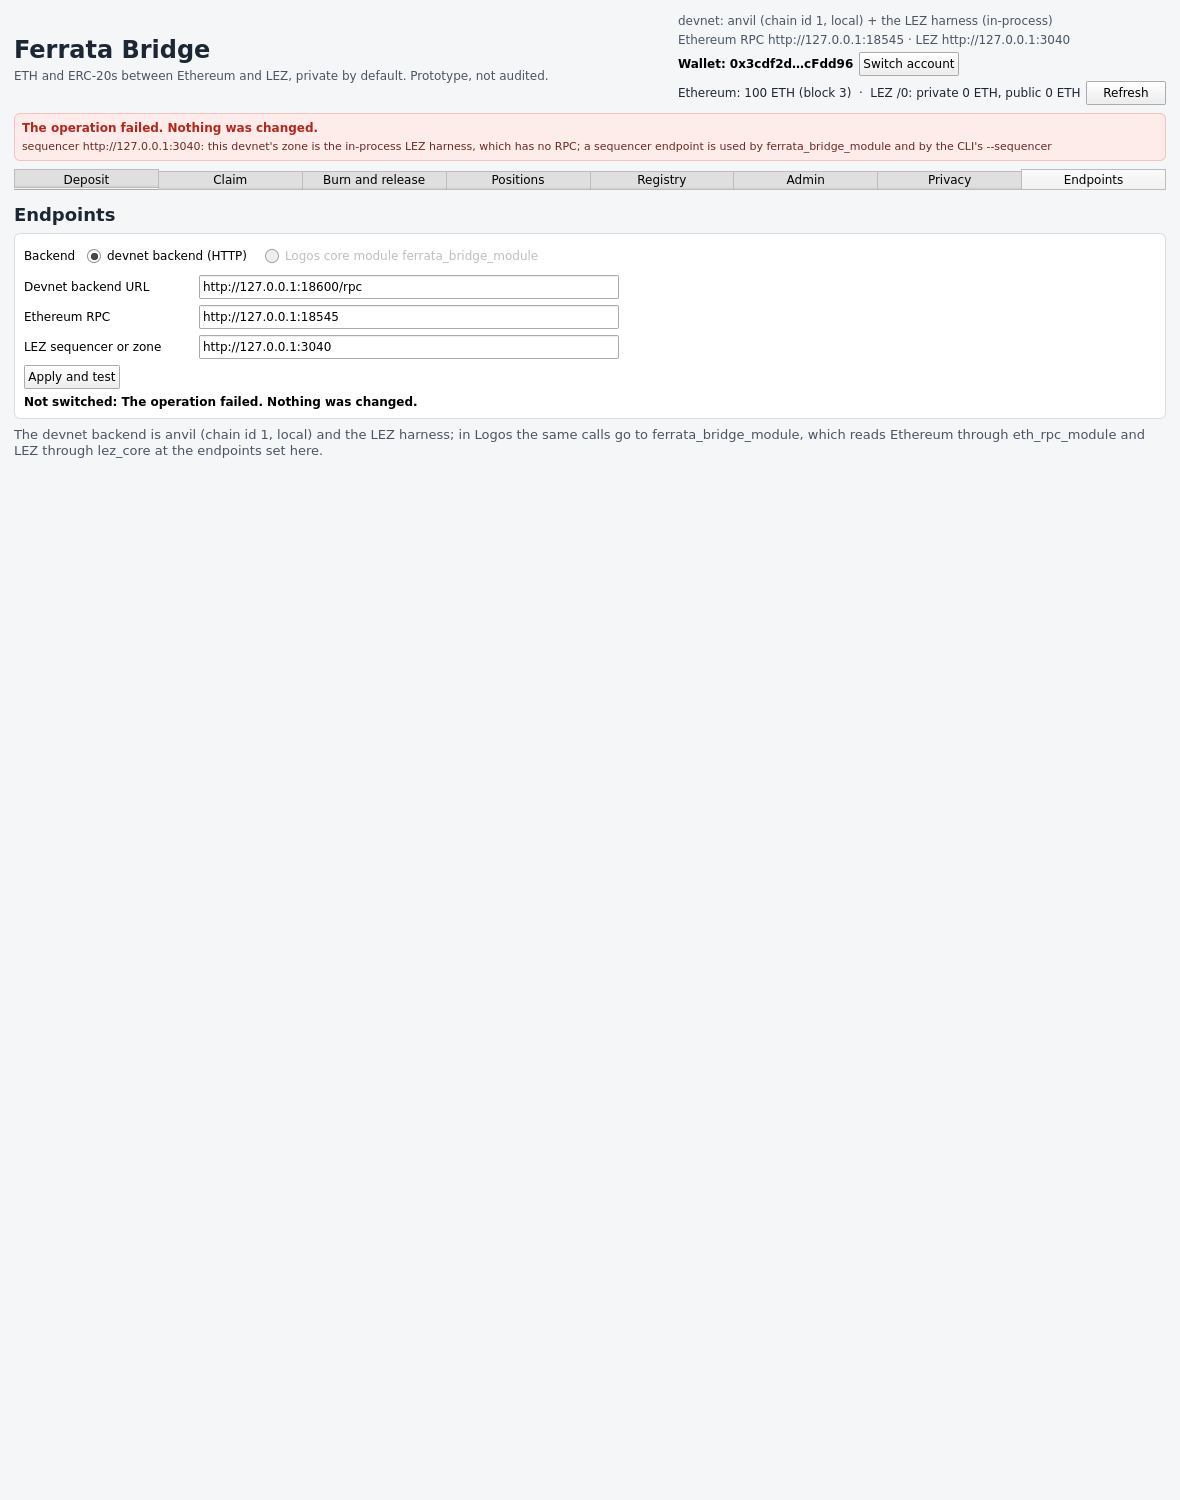 Ferrata Bridge
ETH and ERC-20s between Ethereum and LEZ, private by default. Prototype, not audited.
devnet: anvil (chain id 1, local) + the LEZ harness (in-process)
Ethereum RPC http://127.0.0.1:18545 · LEZ http://127.0.0.1:3040
Wallet: 0x3cdf2d…cFdd96 Switch account
Ethereum: 100 ETH (block 3) · LEZ /0: private 0 ETH, public 0 ETH Refresh
The operation failed. Nothing was changed.
sequencer http://127.0.0.1:3040: this devnet's zone is the in-process LEZ harness, which has no RPC; a sequencer endpoint is used by ferrata_bridge_module and by the CLI's --sequencer
Deposit Claim Burn and release Positions Registry Admin Privacy Endpoints
Endpoints
Backend devnet backend (HTTP) Logos core module ferrata_bridge_module
Devnet backend URL http://127.0.0.1:18600/rpc
Ethereum RPC http://127.0.0.1:18545
LEZ sequencer or zone http://127.0.0.1:3040
Apply and test
Not switched: The operation failed. Nothing was changed.
The devnet backend is anvil (chain id 1, local) and the LEZ harness; in Logos the same calls go to ferrata_bridge_module, which reads Ethereum through eth_rpc_module and
LEZ through lez_core at the endpoints set here.